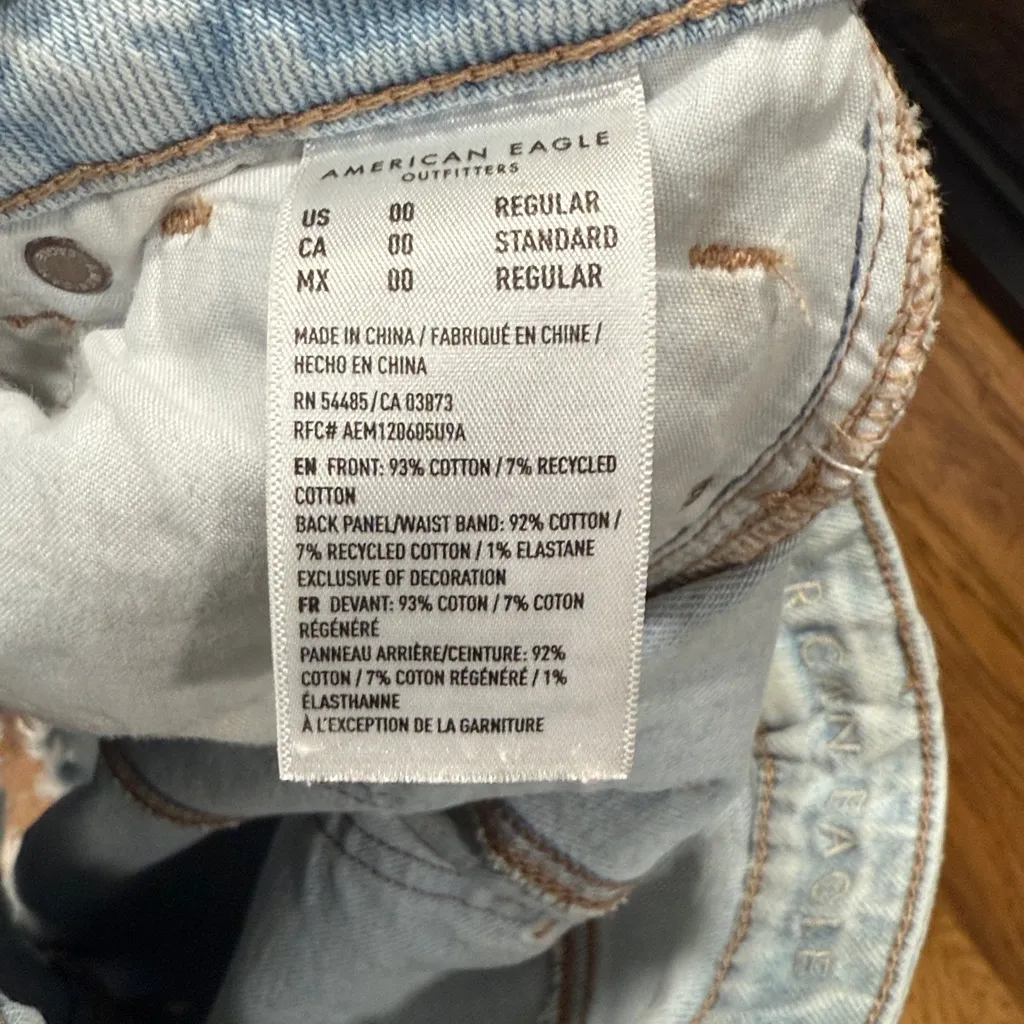 AMERICAN EAGLE
OUTFITTERS
US 00 REGULAR
CA 00 STANDARD
MX 00 REGULAR
MADE IN CHINA / FABRIQUÉ EN CHINE /
HECHO EN CHINA
RN 54485/CA 03873
RFC# AEM120605U9A
EN FRONT: 93% COTTON / 7% RECYCLED
COTTON
BACK PANEL/WAIST BAND: 92% COTTON /
7% RECYCLED COTTON / 1% ELASTANE
EXCLUSIVE OF DECORATION
FR DEVANT: 93% COTON / 7% COTON
RÉGÉNÉRÉ
PANNEAU ARRIÈRE/CEINTURE: 92%
COTON / 7% COTON RÉGÉNÉRÉ / 1%
ÉLASTHANNE
À L'EXCEPTION DE LA GARNITURE
EAGLE